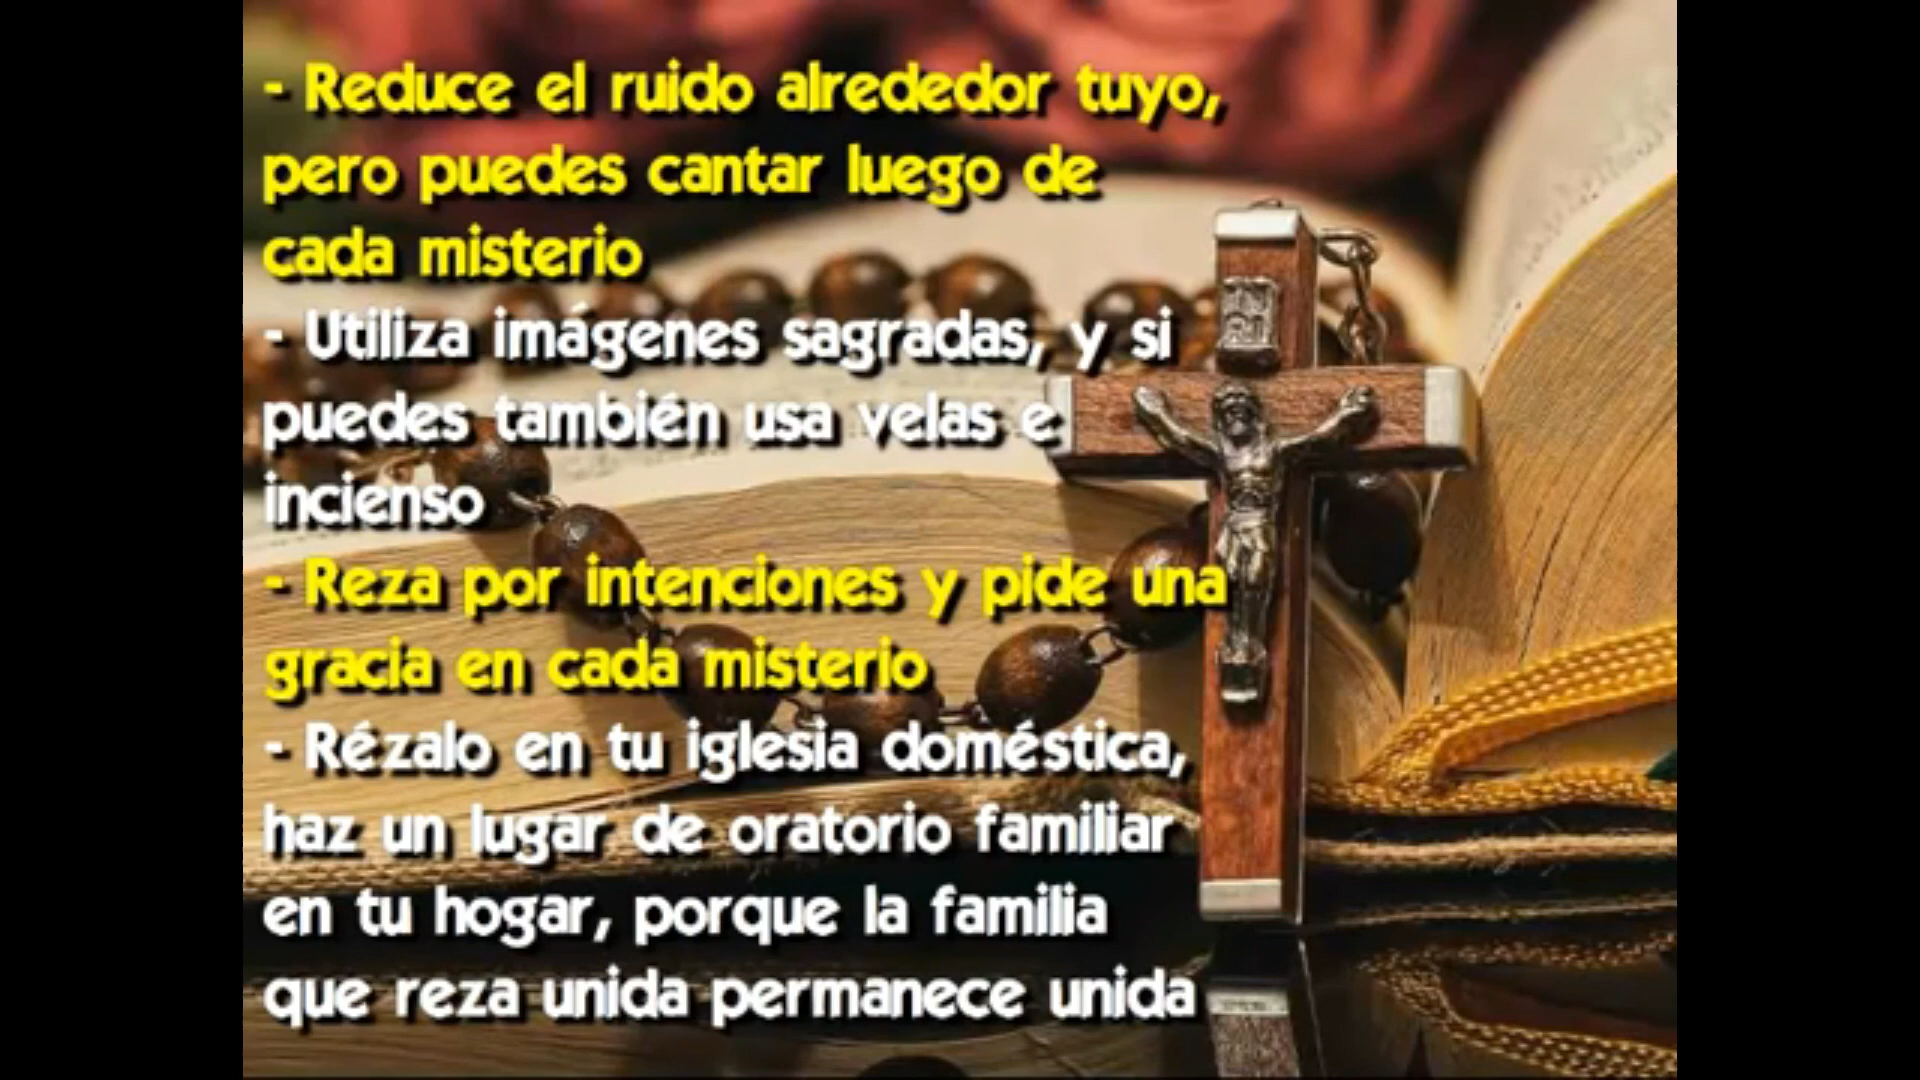 - Reduce el ruido alrededor tuyo,
pero puedes cantar luego de
cada misterio
- Utiliza imágenes sagradas, y si
puedes también usa velas e
incienso
- Reza por intenciones y pide una
gracia en cada misterio
- Rézalo en tu iglesia doméstica,
haz un lugar de oratorio familiar
en tu hogar, porque la familia
que reza unida permanece unida